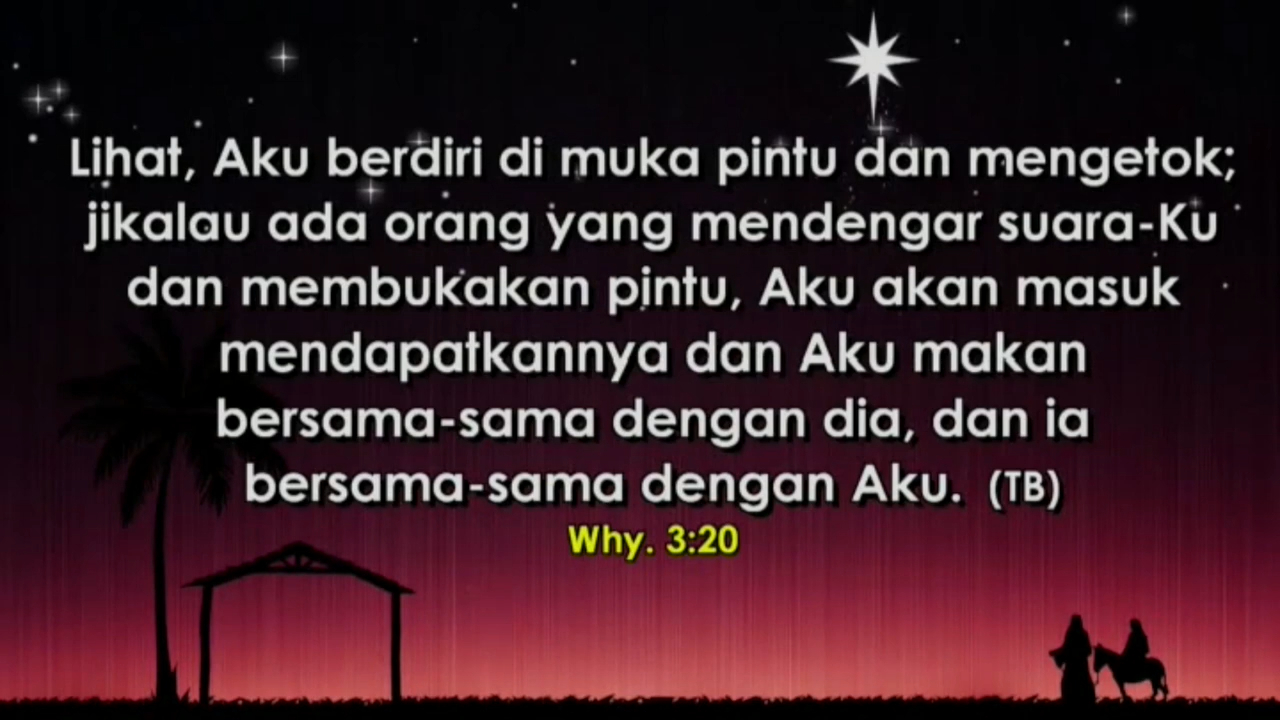 Lihat, Aku berdiri di muka pintu dan mengetok;
jikalau ada orang yang mendengar suara-Ku
dan membukakan pintu, Aku akan masuk
mendapatkannya dan Aku makan
bersama-sama dengan dia, dan ia
bersama-sama dengan Aku. (TB)
Why. 3:20